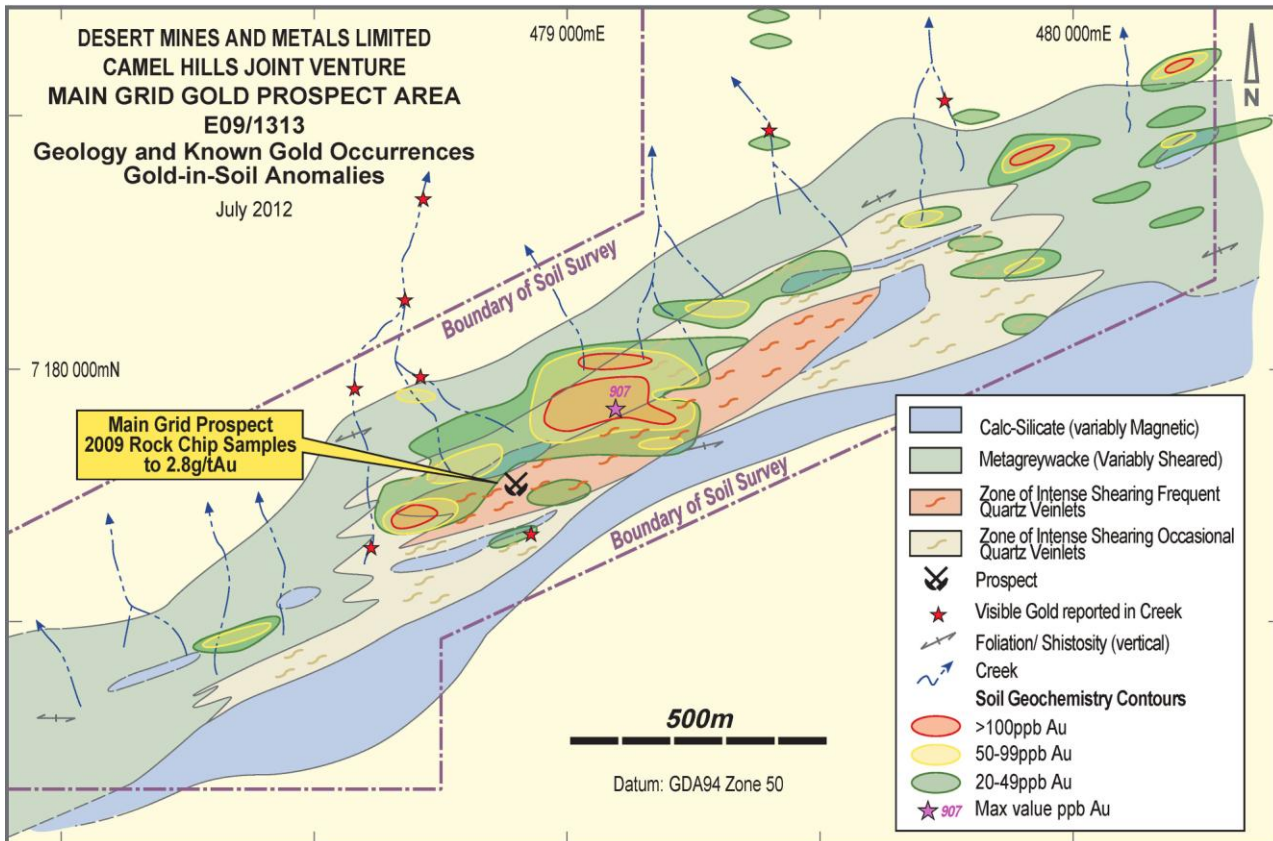 DESERT MINES AND METALS LIMITED
CAMEL HILLS JOINT VENTURE
MAIN GRID GOLD PROSPECT AREA
E09/1313
Geology and Known Gold Occurrences
Gold-in-Soil Anomalies
July 2012
479 000mE
480 000mE
N
Boundary of Soil Survey
7 180 000mN
907
Main Grid Prospect
2009 Rock Chip Samples
to 2.8g/tAu
Boundary of Soil Survey
500m
Datum: GDA94 Zone 50
Calc-Silicate (variably Magnetic)
Metagreywacke (Variably Sheared)
Zone of Intense Shearing Frequent
Quartz Veinlets
Zone of Intense Shearing Occasional
Quartz Veinlets
Prospect
Visible Gold reported in Creek
Foliation/ Shistosity (vertical)
Creek
Soil Geochemistry Contours
>100ppb Au
50-99ppb Au
20-49ppb Au
907 Max value ppb Au